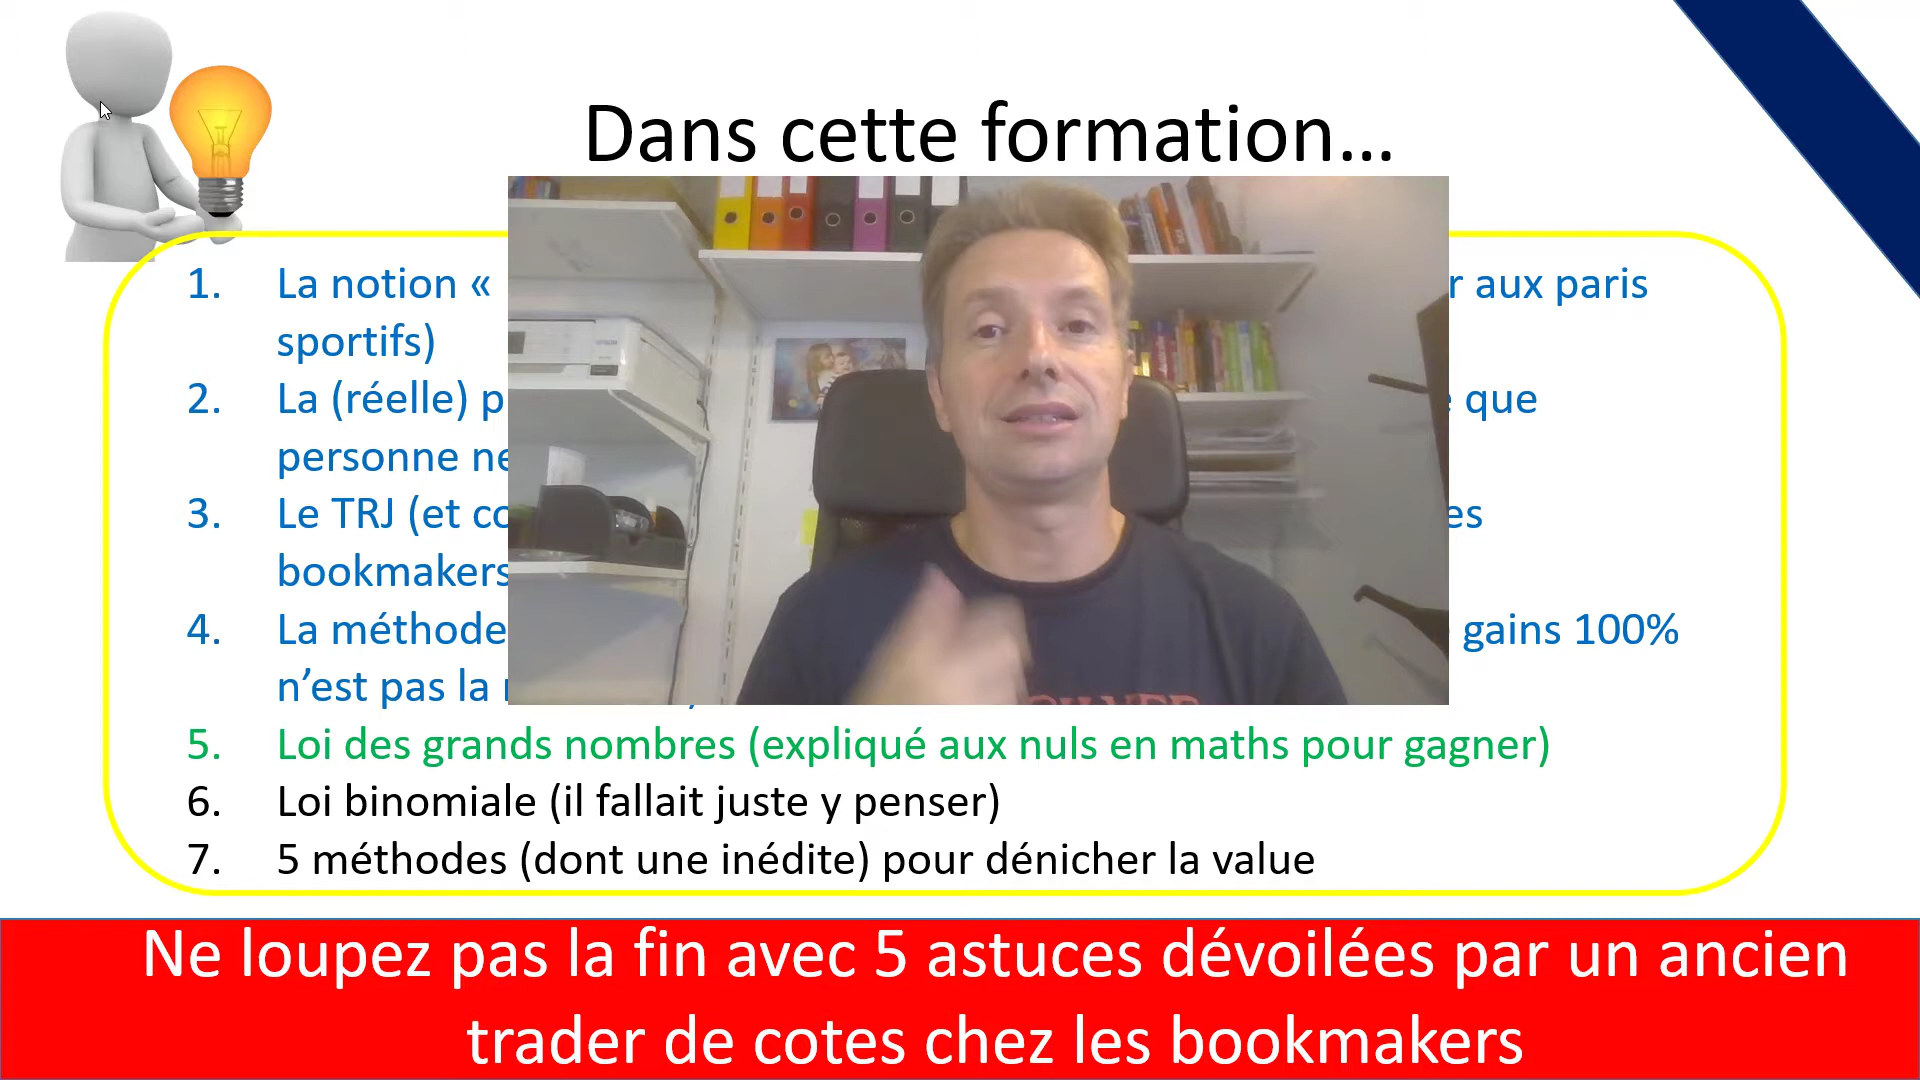 Dans cette formation...
1. La notion « r aux paris
sportifs)
2. La (réelle) p que
personne ne
3. Le TRJ (et co es
bookmakers
4. La méthode gains 100%
n’est pas la
5. Loi des grands nombres (expliqué aux nuls en maths pour gagner)
6. Loi binomiale (il fallait juste y penser)
7. 5 méthodes (dont une inédite) pour dénicher la value
Ne loupez pas la fin avec 5 astuces dévoilées par un ancien
trader de cotes chez les bookmakers